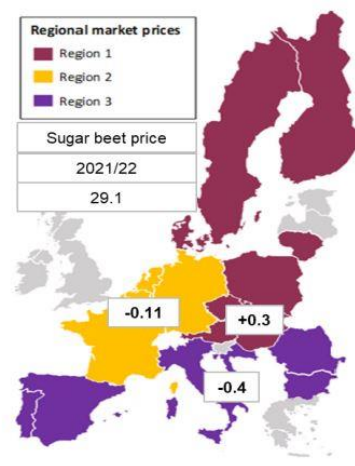 Regional market prices
Region 1
Region 2
Region 3
Sugar beet price
2021/22
29.1
-0.11
+0.3
-0.4